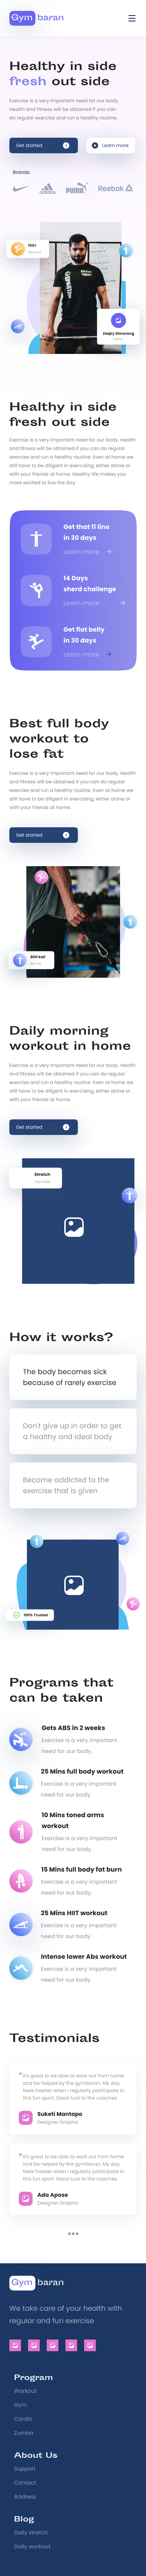 Gym baran
Healthy in side
fresh out side
Exercise is a very important need for our body. Health
and fitness will be obtained if you can do
regular exercise and run a healthy routine.
Get started
Learn more
Brands:
adidas
PUMA
Reebok
150+
Healthy in side
fresh out side
Exercise is a very important need for our body. Health
and fitness will be obtained if you can do regular
exercise and run a healthy routine. Even at home we
still have to be diligent in exercising, either alone or
with your friends at home. Healthy life makes you
more excited to live the day
Get that 11 line
in 30 days
Learn more
14 Days
sherd challenge
Learn more
Get flat belly
in 30 days
Learn more
Best full body
workout to
lose fat
Exercise is a very important need for our body. Health
and fitness will be obtained if you can do regular
exercise and run a healthy routine. Even at home we
still have to be diligent in exercising, either alone or
with your friends at home.
Get started
Daily morning
workout in home
Exercise is a very important need for our body. Health
and fitness will be obtained if you can do regular
exercise and run a healthy routine. Even at home we
still have to be diligent in exercising, either alone or
with your friends at home.
Get started
Stretch
How it works?
The body becomes sick
because of rarely exercise
Don't give up in order to get
a healthy and ideal body
Become addicted to the
exercise that is given
100% Trusted
Programs that
can be taken
Gets ABS in 2 weeks
Exercise is a very important
need for our body.
25 Mins full body workout
Exercise is a very important
need for our body.
10 Mins toned arms
workout
Exercise is a very important
need for our body.
15 Mins full body fat burn
Exercise is a very important
need for our body.
25 Mins HIIT workout
Exercise is a very important
need for our body.
Intense lower Abs workout
Exercise is a very important
need for our body.
Testimonials
" It's great to be able to work out from home
and be helped by the gymbaran. My day
feels fresher when I regularly participate in
this fun sport. Good luck to the coaches.
Suketi Mantapo
Designer Graphic
" It's great to be able to work out from home
and be helped by the gymbaran. My day
feels fresher when I regularly participate in
this fun sport. Good luck to the coaches.
Ada Apose
Designer Graphic
Gym baran
We take care of your health with
regular and fun exercise
Program
Workout
Gym
Cardio
Zumba
About Us
Support
Contact
Address
Blog
Daily stretch
Daily workout